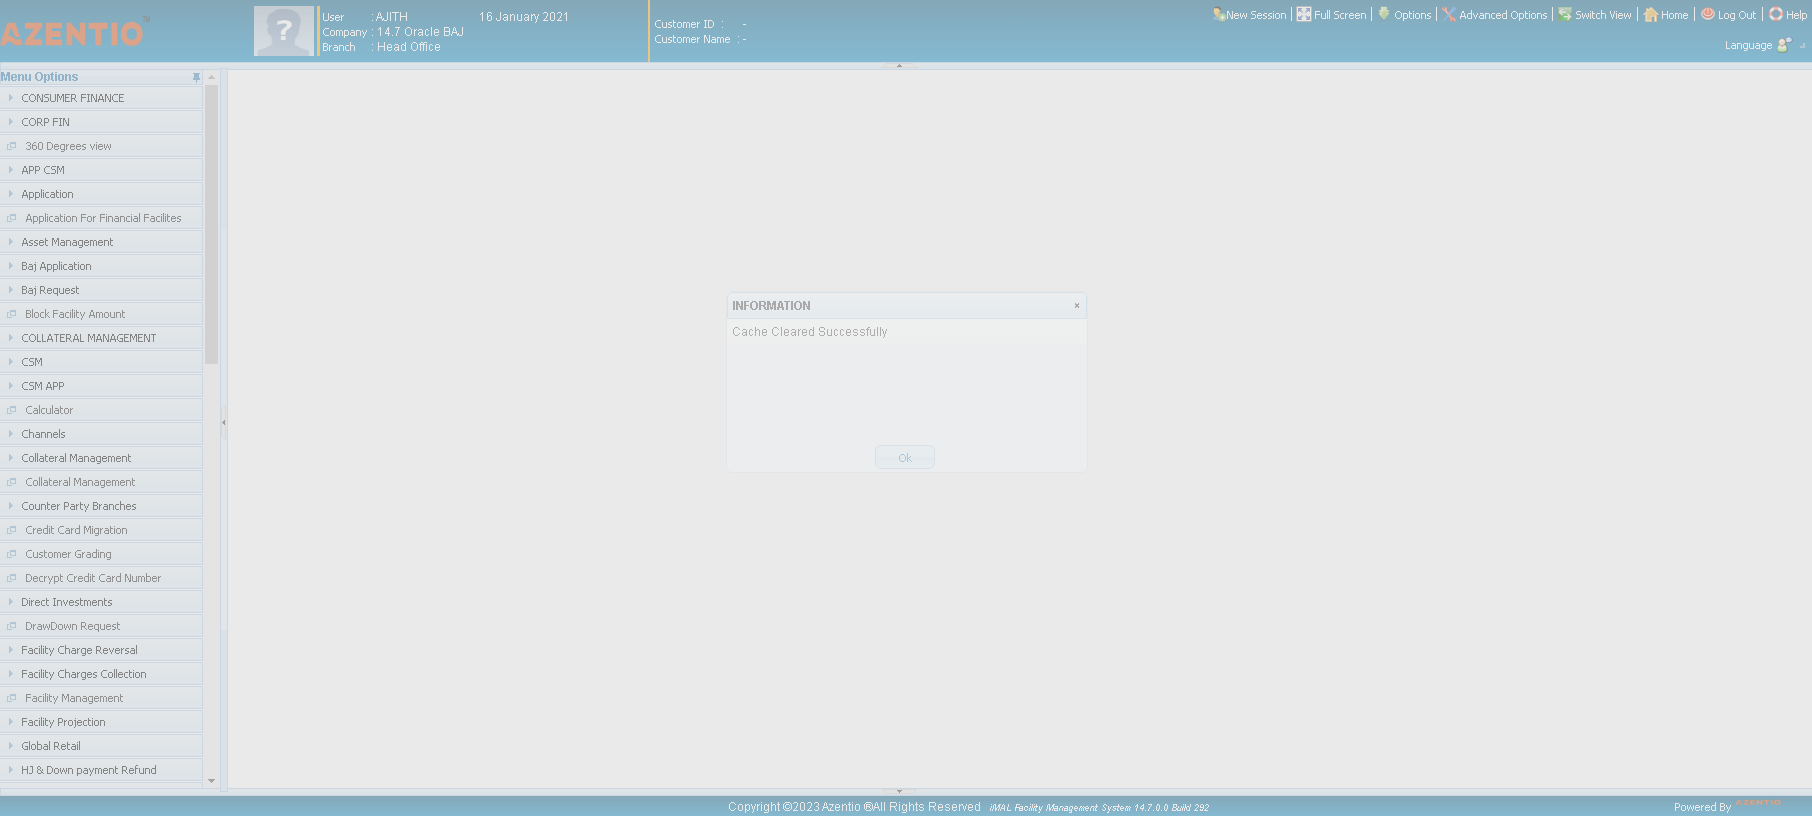 AZENTIO™
User : AJITH 16 January 2021
Company : 14.7 Oracle BAJ
Branch : Head Office
Customer ID : -
Customer Name : -
New Session | Full Screen | Options | Advanced Options | Switch View | Home | Log Out | Help
Language
Menu Options
CONSUMER FINANCE
CORP FIN
360 Degrees view
APP CSM
Application
Application For Financial Facilites
Asset Management
Baj Application
Baj Request
Block Facility Amount
COLLATERAL MANAGEMENT
CSM
CSM APP
Calculator
Channels
Collateral Management
Collateral Management
Counter Party Branches
Credit Card Migration
Customer Grading
Decrypt Credit Card Number
Direct Investments
DrawDown Request
Facility Charge Reversal
Facility Charges Collection
Facility Management
Facility Projection
Global Retail
HJ & Down payment Refund
INFORMATION
Cache Cleared Successfully
Ok
Copyright ©2023 Azentio ®All Rights Reserved iMAL Facility Management System 14.7.0.0 Build 292
Powered By AZENTIO